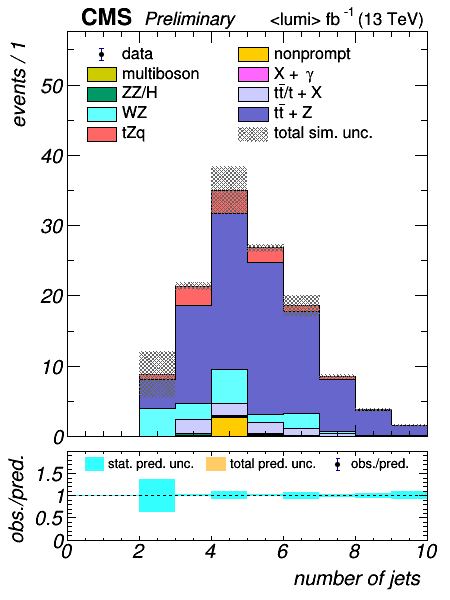 CMS Preliminary <lumi> fb⁻¹ (13 TeV)
events / 1
50
40
30
20
10
0
data
multiboson
ZZ/H
WZ
tZq
nonprompt
X + γ
tt̄/t + X
tt̄ + Z
total sim. unc.
obs./pred.
1.5
1
0.5
0
stat. pred. unc. total pred. unc. obs./pred.
0 2 4 6 8 10
number of jets